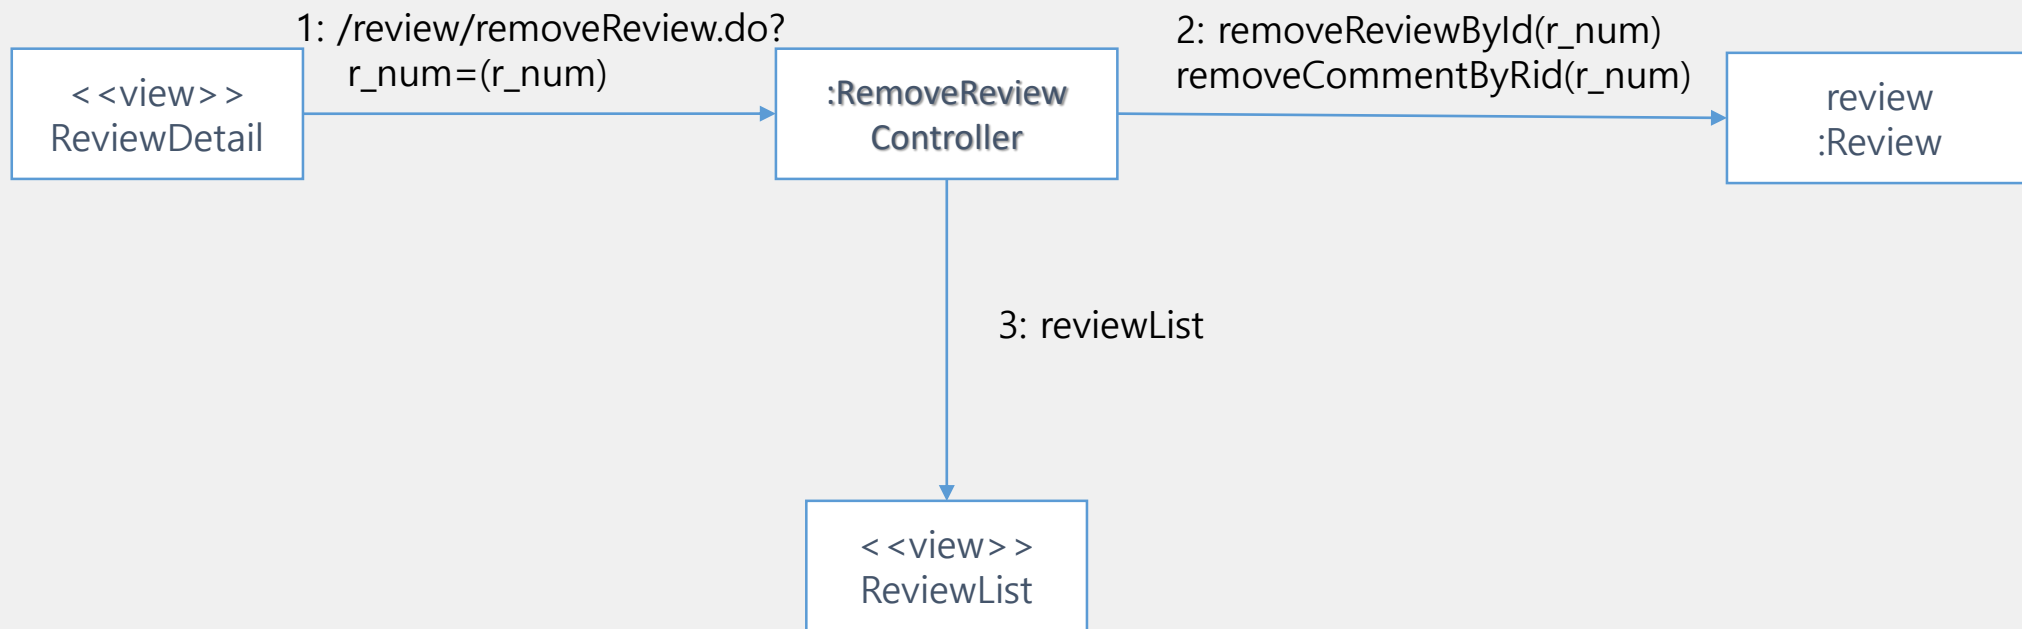 1: /review/removeReview.do?
r_num=(r_num)
2: removeReviewById(r_num)
removeCommentByRid(r_num)
<<view>>
ReviewDetail
:RemoveReview
Controller
review
:Review
3: reviewList
<<view>>
ReviewList